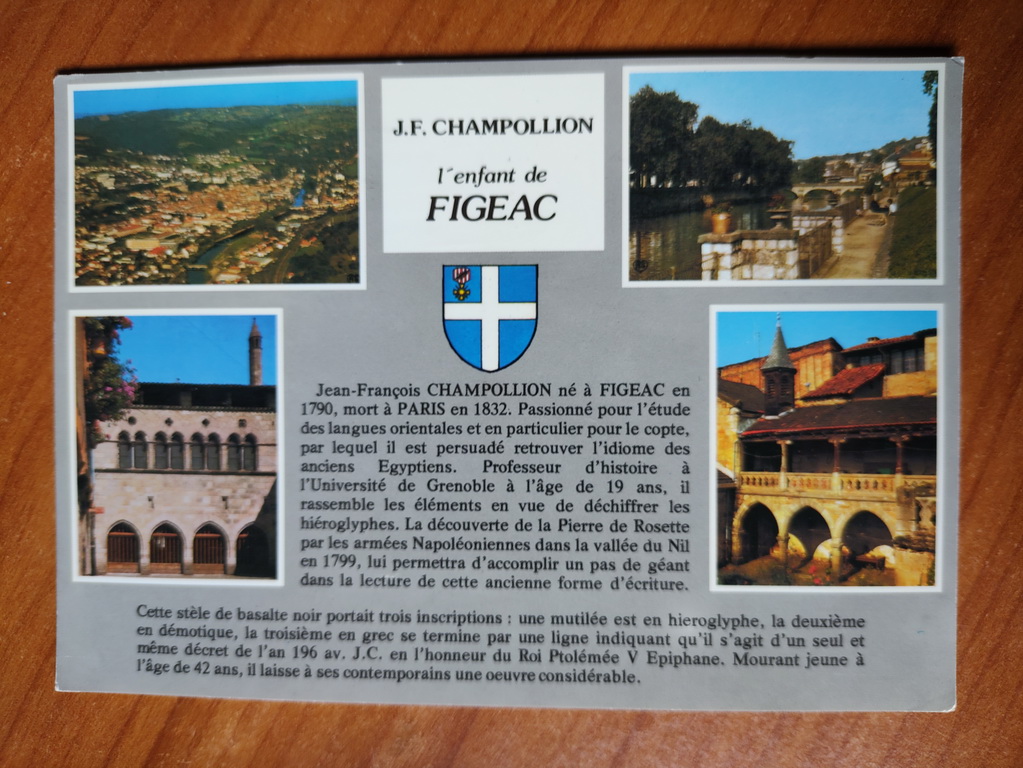 J.F. CHAMPOLLION
l'enfant de
FIGEAC
Jean-François CHAMPOLLION né à FIGEAC en
1790, mort à PARIS en 1832. Passionné pour l'étude
des langues orientales et en particulier pour le copte,
par lequel il est persuadé retrouver l'idiome des
anciens Egyptiens. Professeur d'histoire à
l'Université de Grenoble à l'âge de 19 ans, il
rassemble les éléments en vue de déchiffrer les
hiéroglyphes. La découverte de la Pierre de Rosette
par les armées Napoléoniennes dans la vallée du Nil
en 1799, lui permettra d'accomplir un pas de géant
dans la lecture de cette ancienne forme d'écriture.
Cette stèle de basalte noir portait trois inscriptions : une mutilée est en hieroglyphe, la deuxième
en démotique, la troisième en grec se termine par une ligne indiquant qu'il s'agit d'un seul et
même décret de l'an 196 av. J.C. en l'honneur du Roi Ptolémée V Epiphane. Mourant jeune à
l'âge de 42 ans, il laisse à ses contemporains une oeuvre considérable.